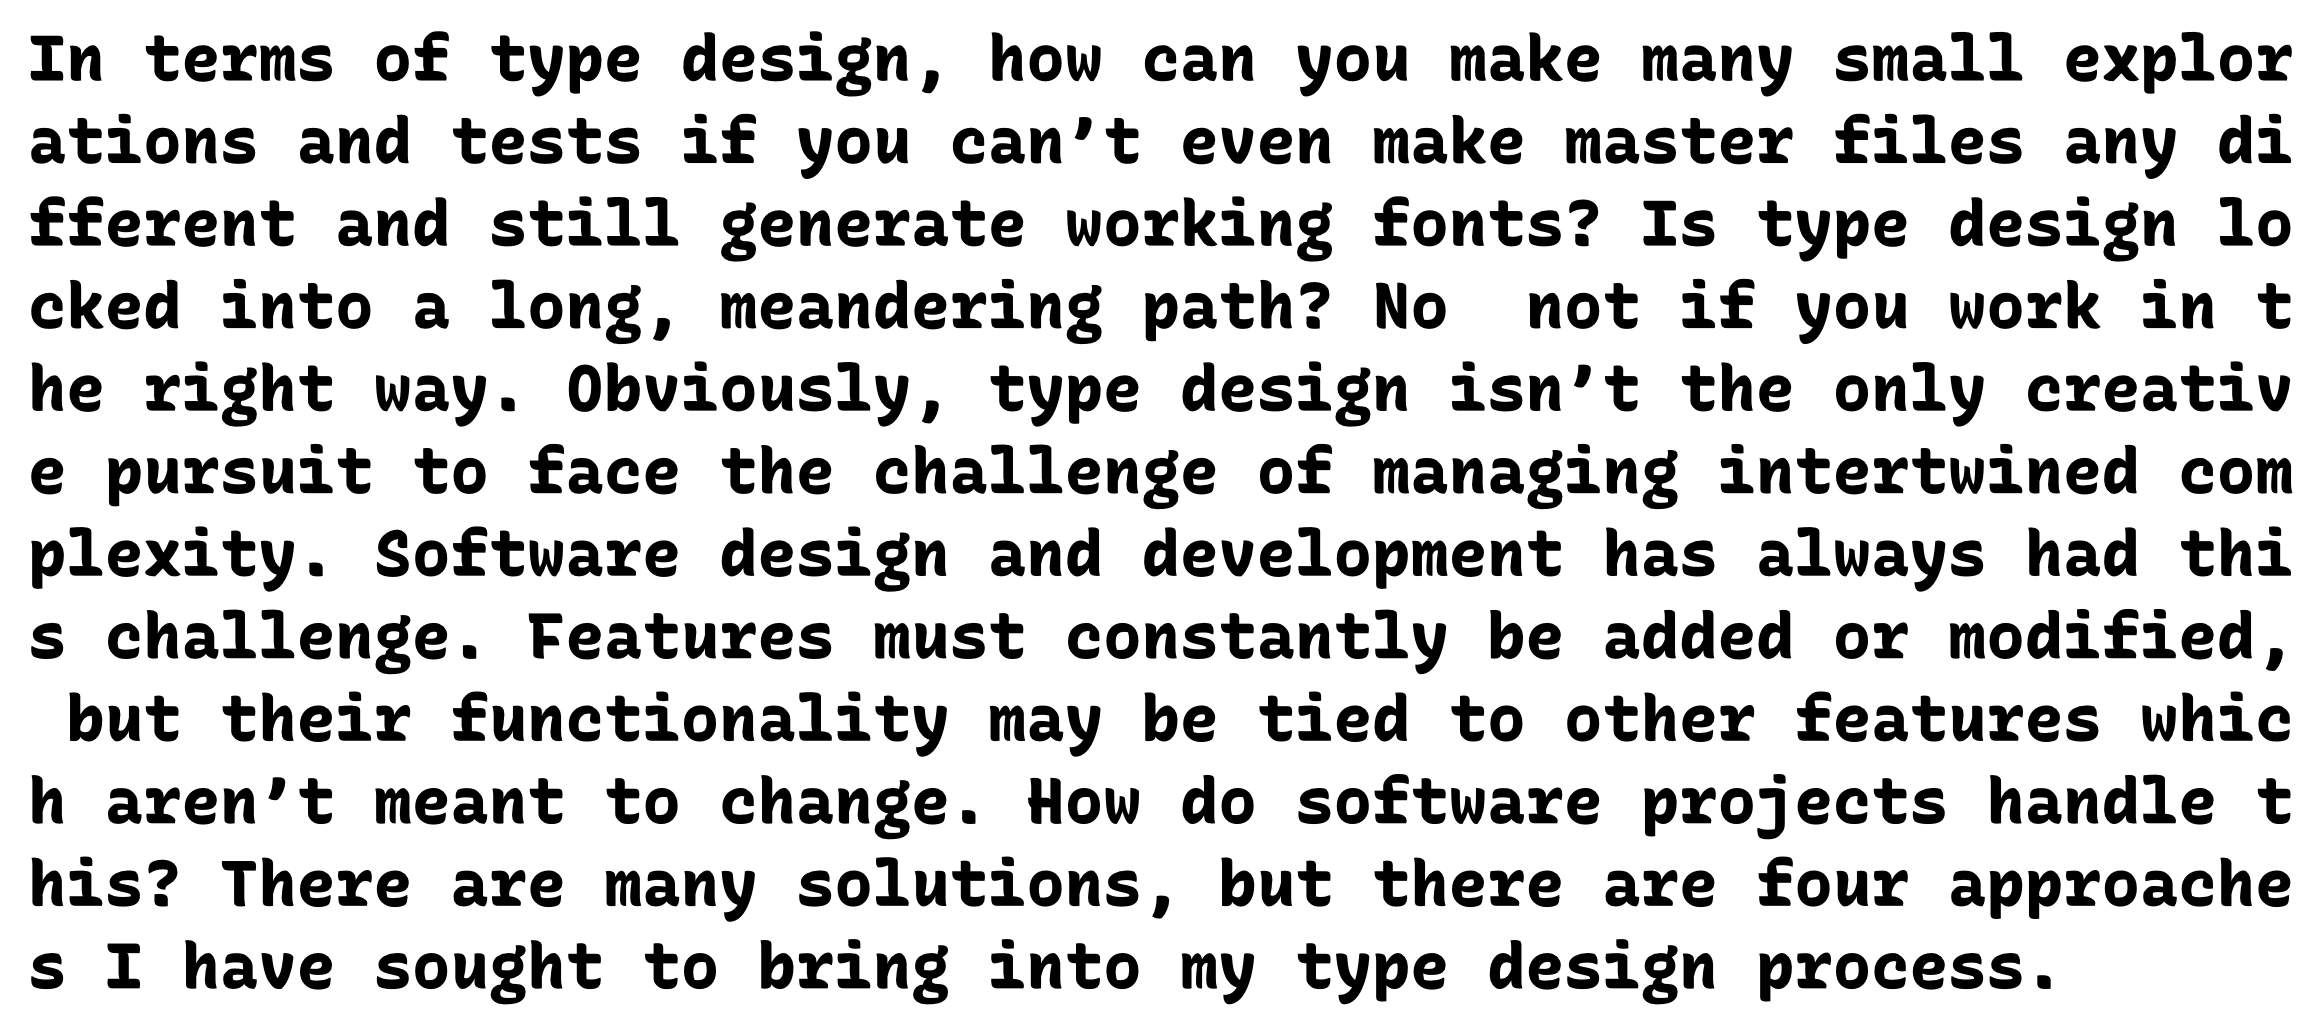 In terms of type design, how can you make many small explor
ations and tests if you can’t even make master files any di
fferent and still generate working fonts? Is type design lo
cked into a long, meandering path? No  not if you work in t
he right way. Obviously, type design isn’t the only creativ
e pursuit to face the challenge of managing intertwined com
plexity. Software design and development has always had thi
s challenge. Features must constantly be added or modified,
 but their functionality may be tied to other features whic
h aren’t meant to change. How do software projects handle t
his? There are many solutions, but there are four approache
s I have sought to bring into my type design process.